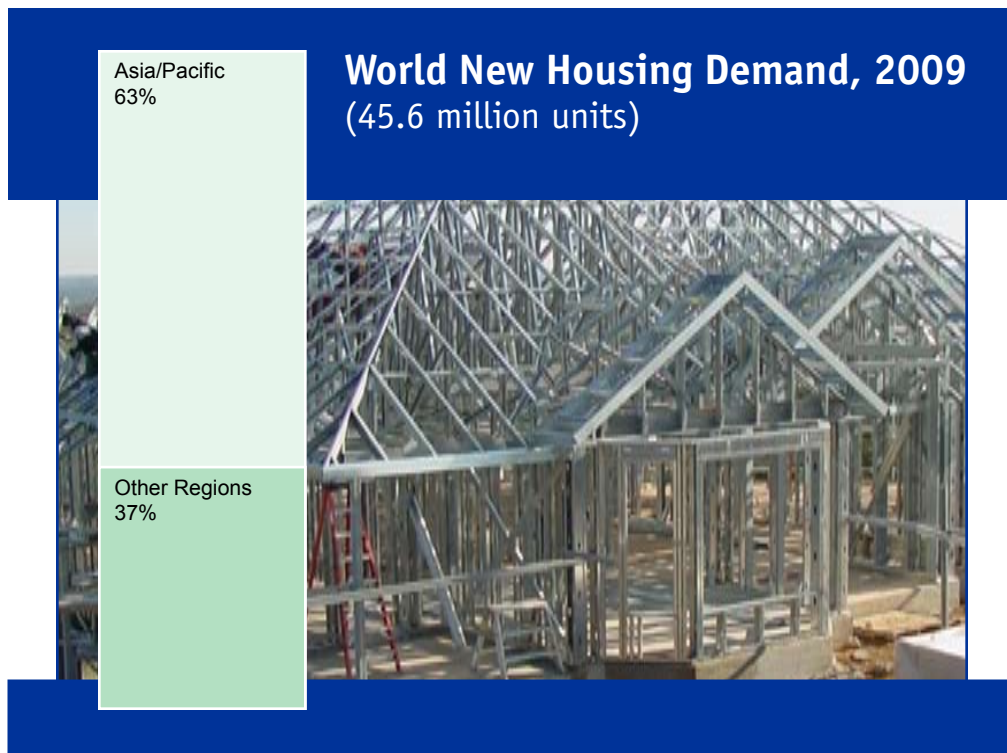 World New Housing Demand, 2009
(45.6 million units)
Asia/Pacific
63%
Other Regions
37%